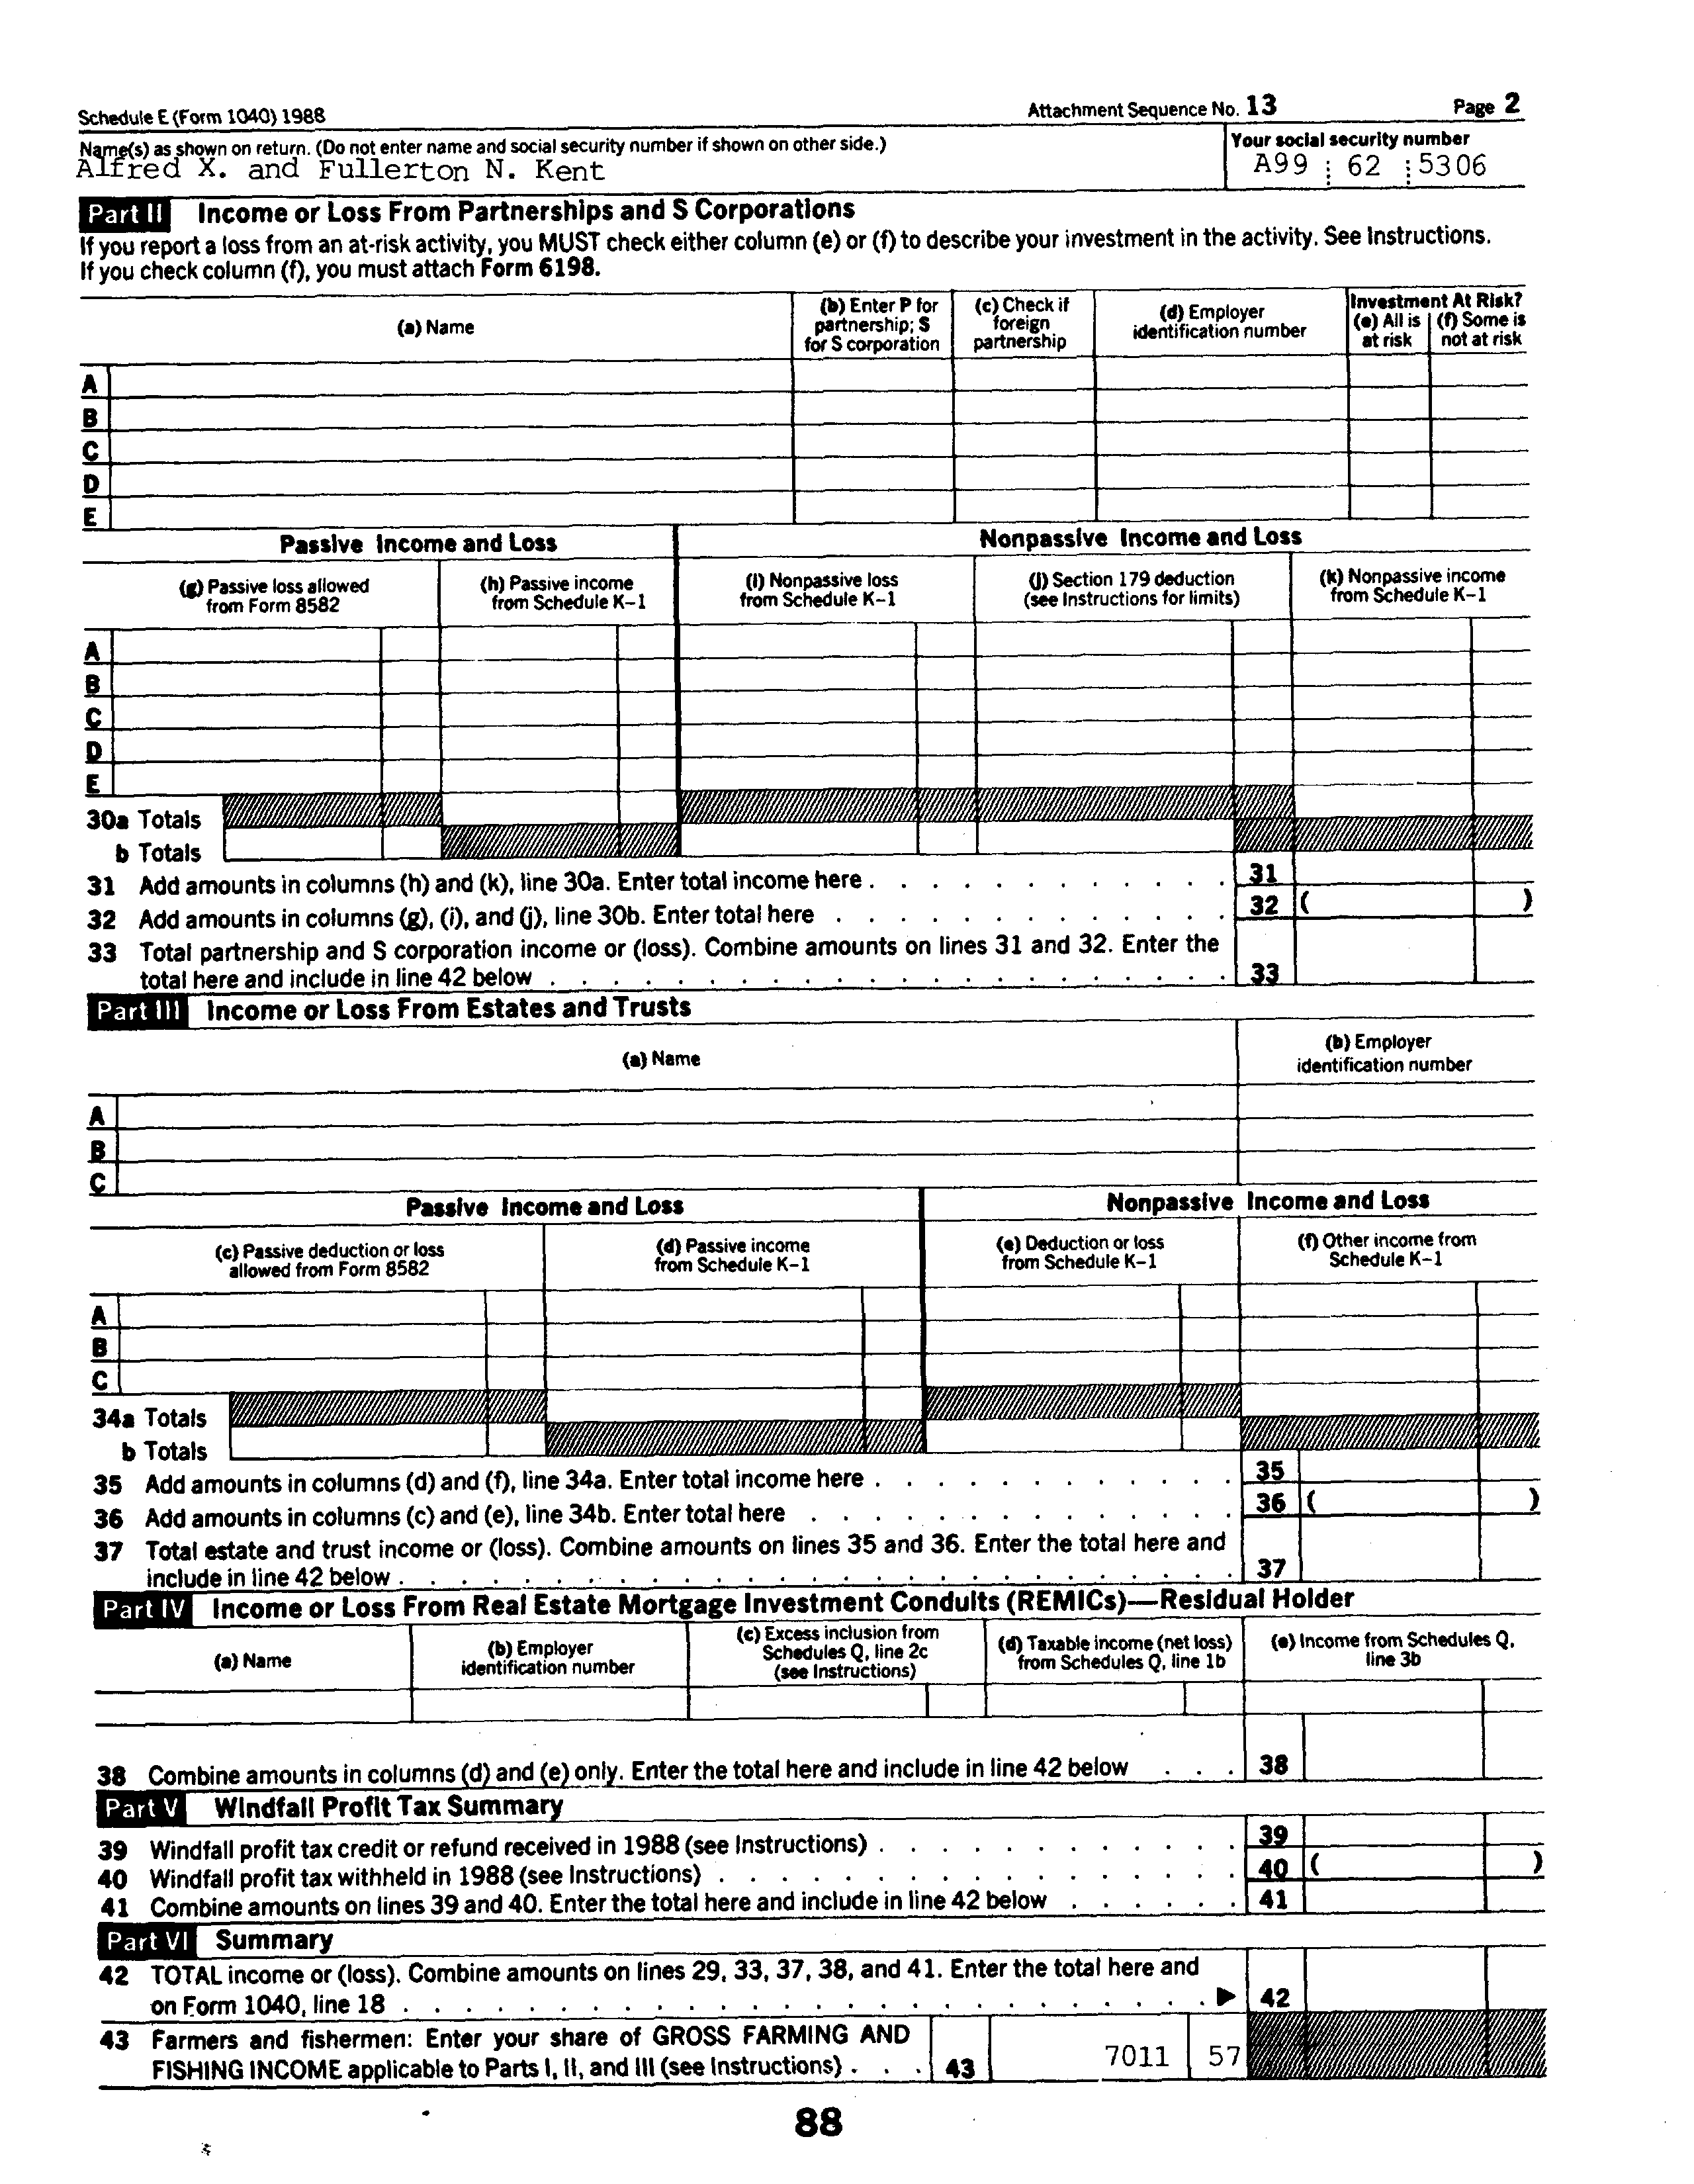 Schedule E (Form 1040) 1988 Attachment Sequence No. 13 Page 2
Name(s) as shown on return. (Do not enter name and social security number if shown on other side.) Your social security number
Alfred X. and Fullerton N. Kent A99 62 5306
Part II Income or Loss From Partnerships and S Corporations
If you report a loss from an at-risk activity, you MUST check either column (e) or (f) to describe your investment in the activity. See Instructions.
If you check column (f), you must attach Form 6198.
(a) Name
(b) Enter P for partnership; S for S corporation
(c) Check if foreign partnership
(d) Employer identification number
Investment At Risk?
(e) All is at risk
(f) Some is not at risk
A
B
C
D
E
Passive Income and Loss Nonpassive Income and Loss
(g) Passive loss allowed from Form 8582
(h) Passive income from Schedule K-1
(i) Nonpassive loss from Schedule K-1
(j) Section 179 deduction (see Instructions for limits)
(k) Nonpassive income from Schedule K-1
A
B
C
D
E
30a Totals
b Totals
31 Add amounts in columns (h) and (k), line 30a. Enter total income here 31
32 Add amounts in columns (g), (i), and (j), line 30b. Enter total here 32 ( )
33 Total partnership and S corporation income or (loss). Combine amounts on lines 31 and 32. Enter the
total here and include in line 42 below 33
Part III Income or Loss From Estates and Trusts
(a) Name
(b) Employer identification number
A
B
C
Passive Income and Loss Nonpassive Income and Loss
(c) Passive deduction or loss allowed from Form 8582
(d) Passive income from Schedule K-1
(e) Deduction or loss from Schedule K-1
(f) Other income from Schedule K-1
A
B
C
34a Totals
b Totals
35 Add amounts in columns (d) and (f), line 34a. Enter total income here 35
36 Add amounts in columns (c) and (e), line 34b. Enter total here 36 ( )
37 Total estate and trust income or (loss). Combine amounts on lines 35 and 36. Enter the total here and
include in line 42 below 37
Part IV Income or Loss From Real Estate Mortgage Investment Conduits (REMICs)—Residual Holder
(a) Name
(b) Employer identification number
(c) Excess inclusion from Schedules Q, line 2c (see Instructions)
(d) Taxable income (net loss) from Schedules Q, line 1b
(e) Income from Schedules Q, line 3b
38 Combine amounts in columns (d) and (e) only. Enter the total here and include in line 42 below 38
Part V Windfall Profit Tax Summary
39 Windfall profit tax credit or refund received in 1988 (see Instructions) 39
40 Windfall profit tax withheld in 1988 (see Instructions) 40 ( )
41 Combine amounts on lines 39 and 40. Enter the total here and include in line 42 below 41
Part VI Summary
42 TOTAL income or (loss). Combine amounts on lines 29, 33, 37, 38, and 41. Enter the total here and
on Form 1040, line 18 ▶ 42
43 Farmers and fishermen: Enter your share of GROSS FARMING AND
FISHING INCOME applicable to Parts I, II, and III (see Instructions) 43 7011 57
88